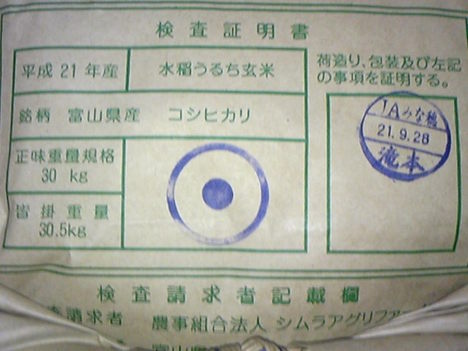 検査証明書
平成21年産 水稲うるち玄米
銘柄 富山県産 コシヒカリ
正味重量規格
30 kg
皆掛重量
30.5kg
荷造り、包装及び左記
の事項を証明する。
JAみな穂
21.9.28
滝本
検査請求者記載欄
査請求者 農事組合法人 シムラアグリファー
富山県